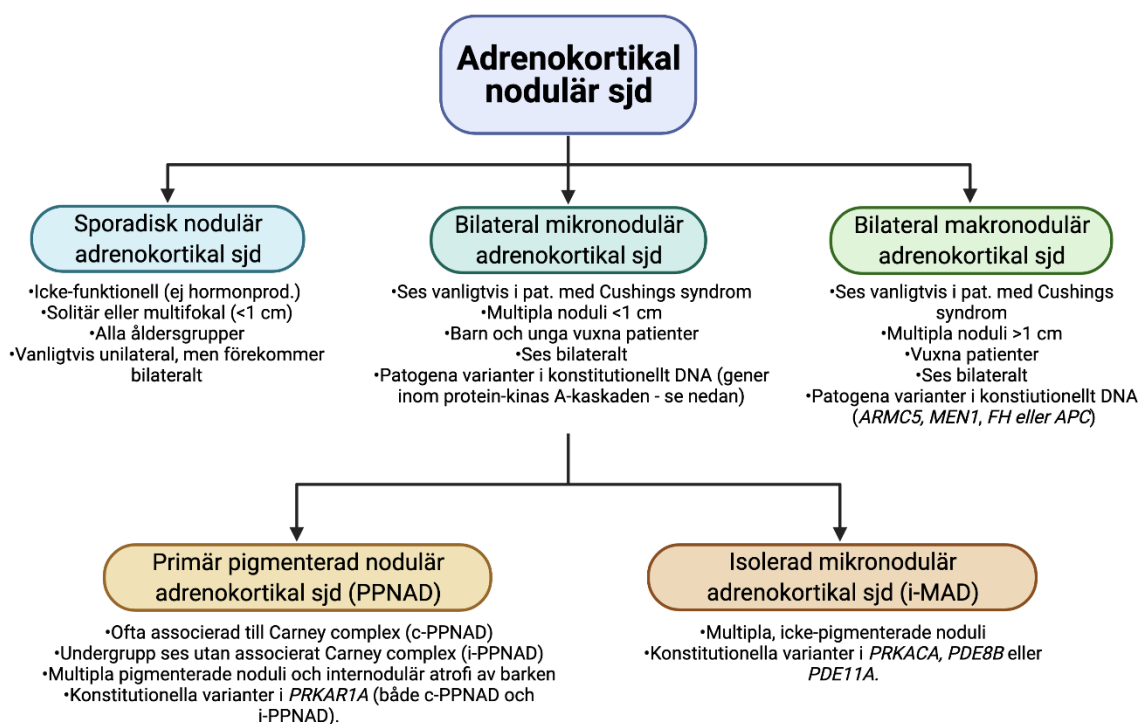 Adrenokortikal
nodulär sjd
Sporadisk nodulär
adrenokortikal sjd
•Icke-funktionell (ej hormonprod.)
•Solitär eller multifokal (<1 cm)
•Alla åldersgrupper
•Vanligtvis unilateral, men förekommer
bilateralt
Bilateral mikronodulär
adrenokortikal sjd
•Ses vanligtvis i pat. med Cushings syndrom
•Multipla noduli <1 cm
•Barn och unga vuxna patienter
•Ses bilateralt
•Patogena varianter i konstitutionellt DNA (gener
inom protein-kinas A-kaskaden - se nedan)
Bilateral makronodulär
adrenokortikal sjd
•Ses vanligtvis i pat. med Cushings
syndrom
•Multipla noduli >1 cm
•Vuxna patienter
•Ses bilateralt
•Patogena varianter i konstiutionellt DNA
(ARMC5, MEN1, FH eller APC)
Primär pigmenterad nodulär
adrenokortikal sjd (PPNAD)
•Ofta associerad till Carney complex (c-PPNAD)
•Undergrupp ses utan associerat Carney complex (i-PPNAD)
•Multipla pigmenterade noduli och internodulär atrofi av barken
•Konstitutionella varianter i PRKAR1A (både c-PPNAD och
i-PPNAD).
Isolerad mikronodulär
adrenokortikal sjd (i-MAD)
•Multipla, icke-pigmenterade noduli
•Konstitutionella varianter i PRKACA, PDE8B eller
PDE11A.